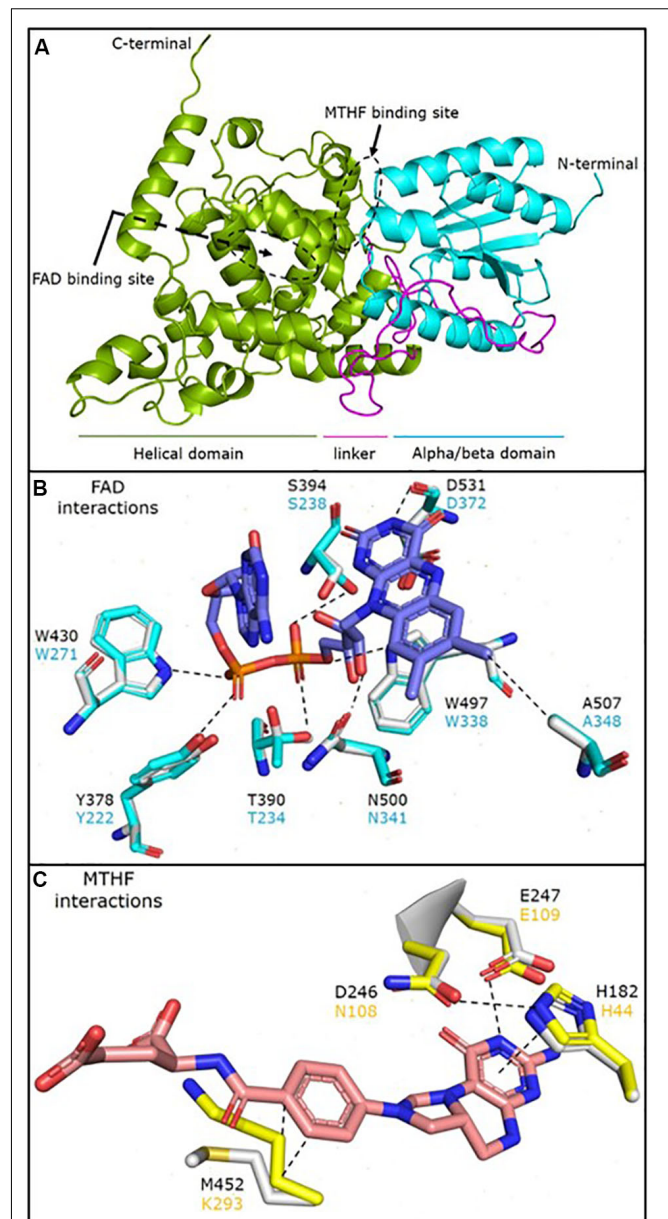 A
C-terminal
MTHF binding site
N-terminal
FAD binding site
Helical domain
linker
Alpha/beta domain
B
FAD
interactions
S394
S238
D531
D372
W430
W271
W497
W338
A507
A348
Y378
Y222
T390
T234
N500
N341
C
MTHF
interactions
E247
E109
D246
N108
H182
H44
M452
K293